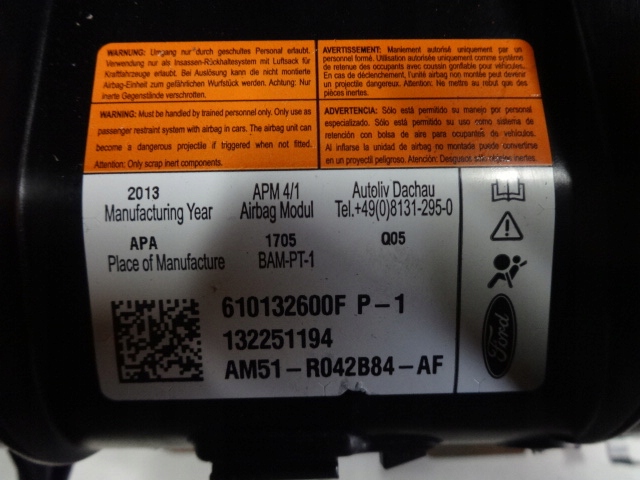 WARNUNG: Umgang nur durch geschultes Personal erlaubt.
Verwendung nur als Insassen-Rückhaltesystem mit Luftsack für
Kraftfahrzeuge erlaubt. Bei Auslösung kann die nicht montierte
Airbag-Einheit zum gefährlichen Wurfstück werden. Achtung: Nur
inerte Gegenstände verschrotten.
AVERTISSEMENT: Maniement autorisé uniquement par un
personnel formé. Utilisation autorisée uniquement comme système
de retenue des occupants avec coussin gonflable pour véhicules.
En cas de déclenchement, l'unité airbag non montée peut devenir
un projectile dangereux. Attention: Ne mettre au rebut que des
pièces inertes.
WARNING: Must be handled by trained personnel only. Only use as
passenger restraint system with airbag in cars. The airbag unit can
become a dangerous projectile if triggered when not fitted.
Attention: Only scrap inert components.
ADVERTENCIA: Sólo está permitido su manejo por personal
especializado. Sólo está permitido su uso como sistema de
retención con bolsa de aire para ocupantes de vehículos.
Al inflarse la unidad de airbag no montada puede convertirse
en un proyectil peligroso. Atención: Desguazar sólo
2013
Manufacturing Year
APM 4/1
Airbag Modul
Autoliv Dachau
Tel.+49(0)8131-295-0
APA
Place of Manufacture
1705
BAM-PT-1
Q05
610132600F P-1
132251194
AM51-R042B84-AF
Ford